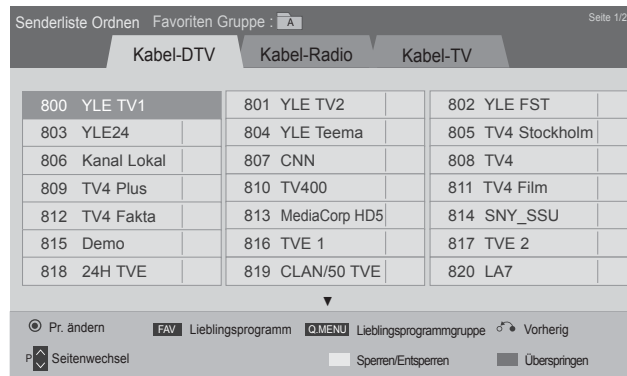 Senderliste Ordnen Favoriten Gruppe : A Seite 1/2
Kabel-DTV Kabel-Radio Kabel-TV
800 YLE TV1 801 YLE TV2 802 YLE FST
803 YLE24 804 YLE Teema 805 TV4 Stockholm
806 Kanal Lokal 807 CNN 808 TV4
809 TV4 Plus 810 TV400 811 TV4 Film
812 TV4 Fakta 813 MediaCorp HD5 814 SNY_SSU
815 Demo 816 TVE 1 817 TVE 2
818 24H TVE 819 CLAN/50 TVE 820 LA7
Pr. ändern FAV Lieblingsprogramm Q.MENU Lieblingsprogrammgruppe Vorherig
P Seitenwechsel Sperren/Entsperren Überspringen